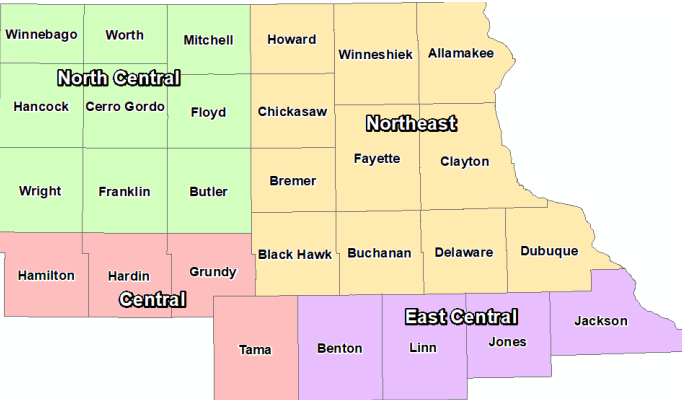 Winnebago
Worth
Mitchell
Howard
Winneshiek
Allamakee
North Central
Hancock
Cerro Gordo
Floyd
Chickasaw
Northeast
Fayette
Clayton
Wright
Franklin
Butler
Bremer
Hamilton
Hardin
Grundy
Black Hawk
Buchanan
Delaware
Dubuque
Central
East Central
Tama
Benton
Linn
Jones
Jackson